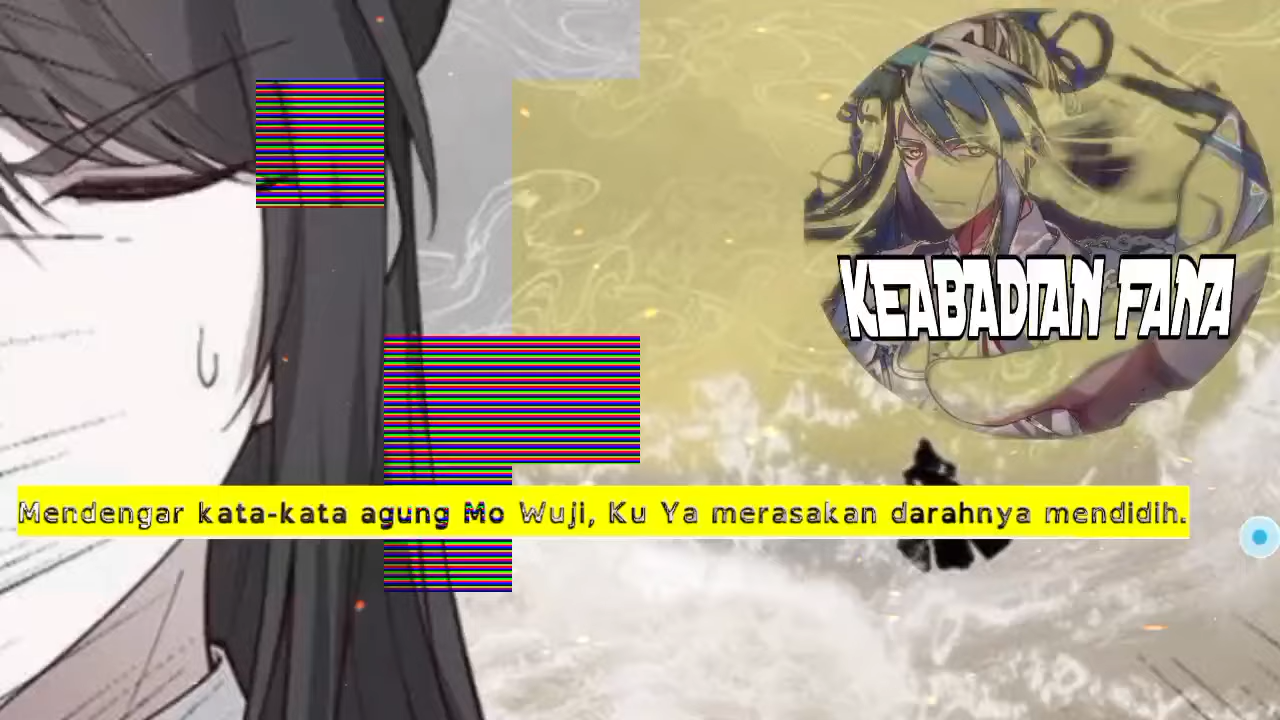 KEABADIAN FANA
Mendengar kata-kata agung Mo Wuji, Ku Ya merasakan darahnya mendidih.